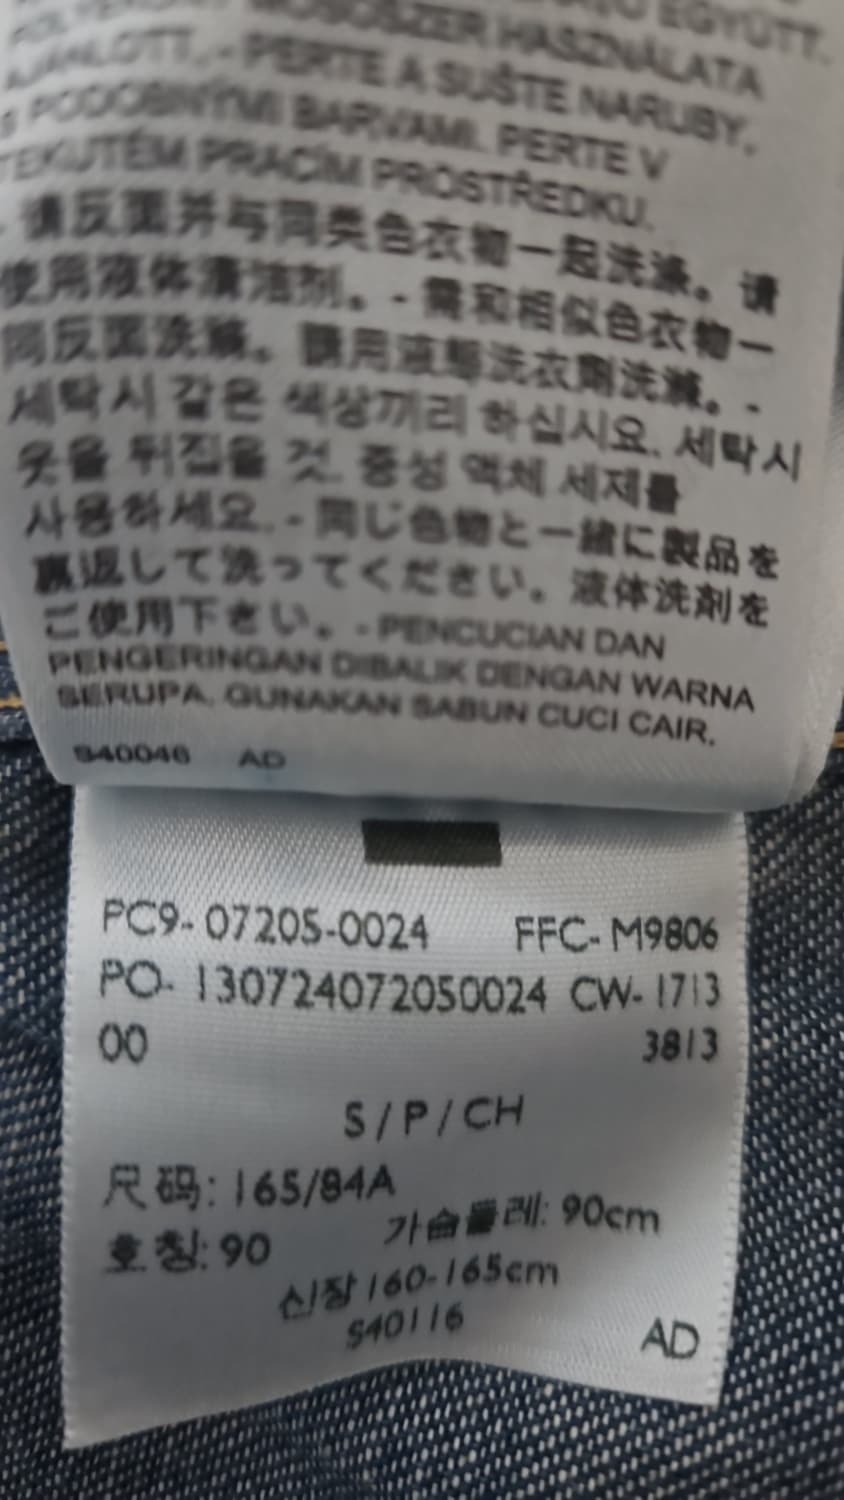 EGYÜTT.
MOSÓSZER HASZNÁLATA
AJÁNLOTT. - PERTE A SUŠTE NARUBY,
S PODOBNÝMI BARVAMI. PERTE V
TEKUTÉM PRACÍM PROSTŘEDKU.
- 请反面并与同类色衣物一起洗涤。请
使用液体清洁剂。- 需和相似色衣物一
同反面洗滌。請用液態洗衣劑洗滌。-
세탁시 같은 색상끼리 하십시요. 세탁시
옷을 뒤집을 것. 중성 액체 세제를
사용하세요. - 同じ色物と一緒に製品を
裏返して洗ってください。液体洗剤を
ご使用下さい。- PENCUCIAN DAN
PENGERINGAN DIBALIK DENGAN WARNA
SERUPA. GUNAKAN SABUN CUCI CAIR.
S40046 AD
PC9- 07205-0024 FFC- M9806
PO- 130724072050024 CW- 1713
00 3813
S / P / CH
尺码: 165/84A
가슴둘레: 90cm
호칭: 90
신장 160-165cm
S40116
AD